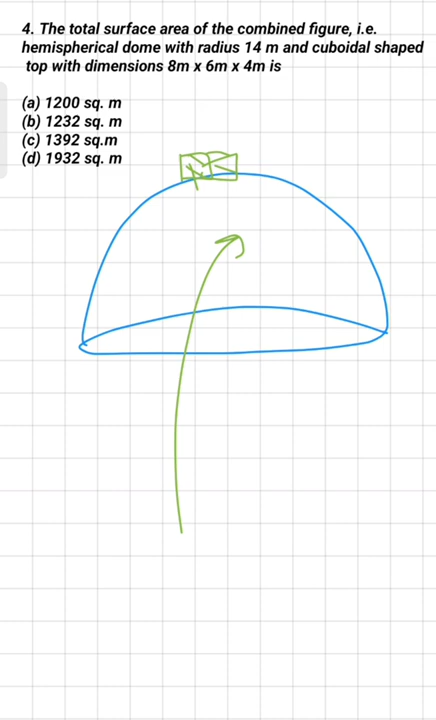 4. The total surface area of the combined figure, i.e.
hemispherical dome with radius 14 m and cuboidal shaped
top with dimensions 8m x 6m x 4m is
(a) 1200 sq. m
(b) 1232 sq. m
(c) 1392 sq.m
(d) 1932 sq. m